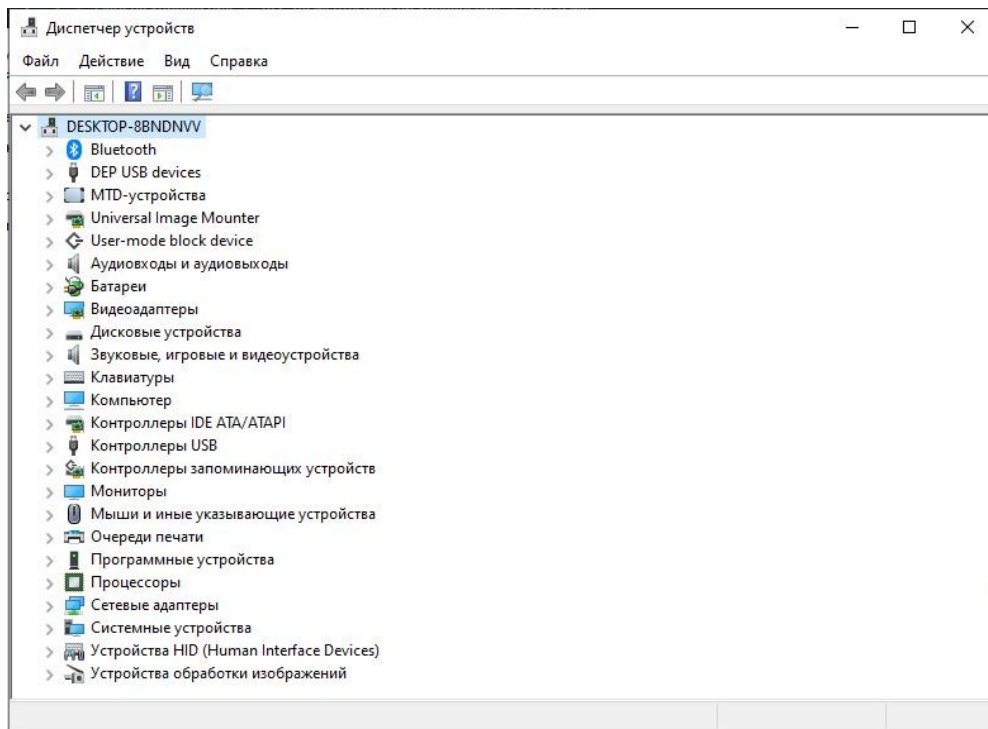 Диспетчер устройств
Файл Действие Вид Справка
DESKTOP-8BNDNVV
Bluetooth
DEP USB devices
MTD-устройства
Universal Image Mounter
User-mode block device
Аудиовходы и аудиовыходы
Батареи
Видеоадаптеры
Дисковые устройства
Звуковые, игровые и видеоустройства
Клавиатуры
Компьютер
Контроллеры IDE ATA/ATAPI
Контроллеры USB
Контроллеры запоминающих устройств
Мониторы
Мыши и иные указывающие устройства
Очереди печати
Программные устройства
Процессоры
Сетевые адаптеры
Системные устройства
Устройства HID (Human Interface Devices)
Устройства обработки изображений